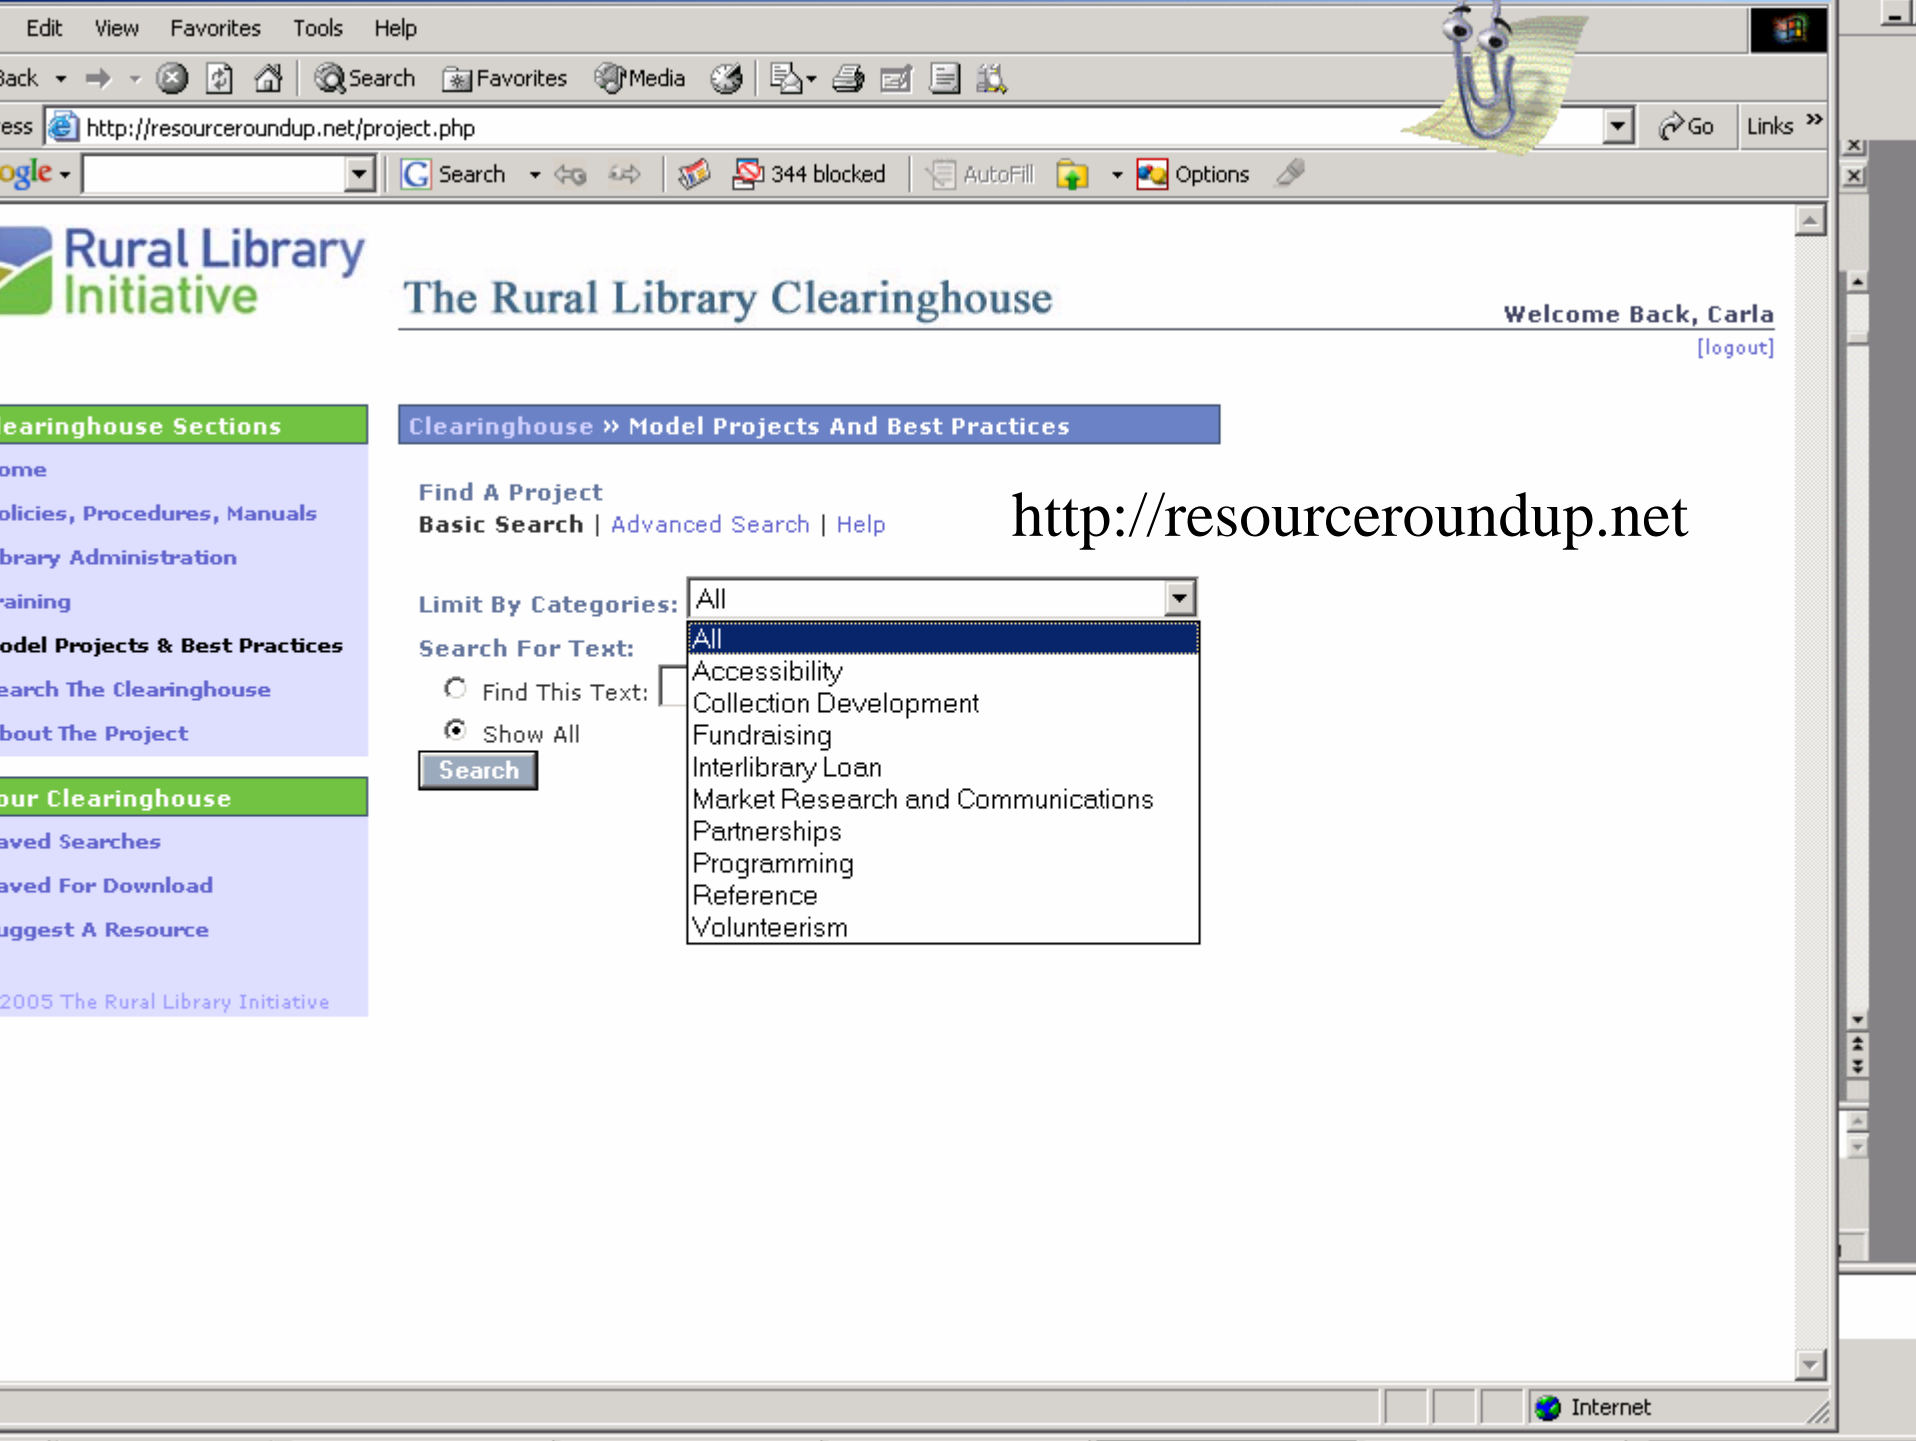 Edit View Favorites Tools Help
Back Search Favorites Media
ess http://resourceroundup.net/project.php Go Links »
ogle Search 344 blocked AutoFill Options
Rural Library
Initiative
The Rural Library Clearinghouse
Welcome Back, Carla
[logout]
learinghouse Sections
ome
olicies, Procedures, Manuals
brary Administration
raining
odel Projects & Best Practices
earch The Clearinghouse
bout The Project
our Clearinghouse
aved Searches
aved For Download
uggest A Resource
2005 The Rural Library Initiative
Clearinghouse » Model Projects And Best Practices
Find A Project
Basic Search | Advanced Search | Help
http://resourceroundup.net
Limit By Categories: All
Search For Text:
Find This Text:
Show All
Search
All
Accessibility
Collection Development
Fundraising
Interlibrary Loan
Market Research and Communications
Partnerships
Programming
Reference
Volunteerism
Internet